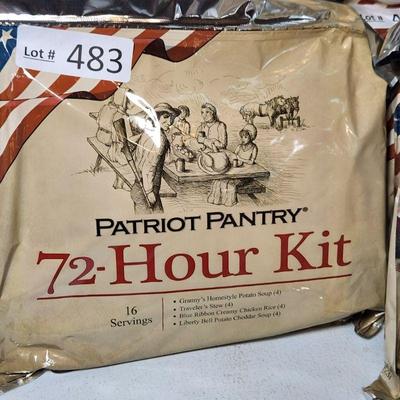 Lot # 483
PATRIOT PANTRY®
72-Hour Kit
16
Servings
• Granny's Homestyle Potato Soup (4)
• Traveler's Stew (4)
• Blue Ribbon Creamy Chicken Rice (4)
• Liberty Bell Potato Cheddar Soup (4)